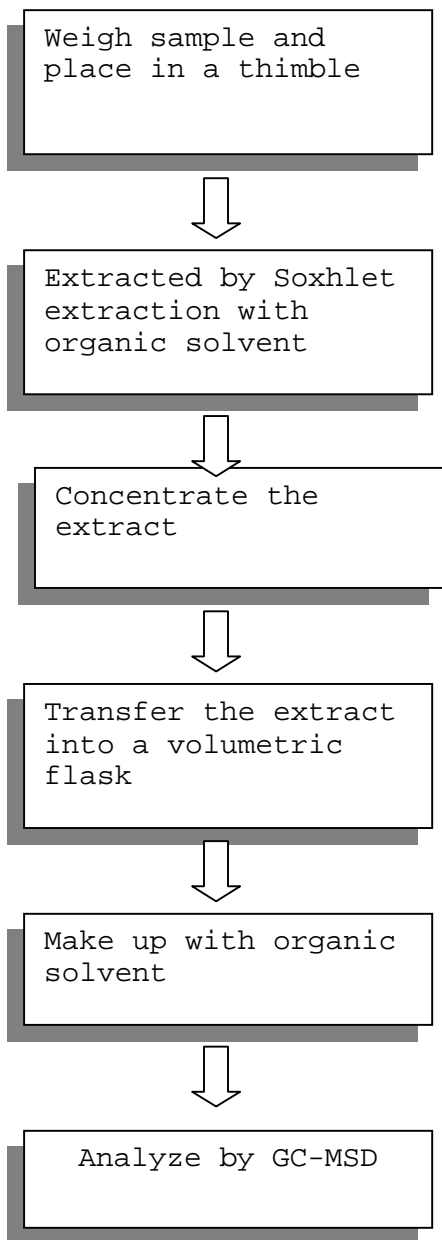 Weigh sample and
place in a thimble
Extracted by Soxhlet
extraction with
organic solvent
Concentrate the
extract
Transfer the extract
into a volumetric
flask
Make up with organic
solvent
Analyze by GC-MSD